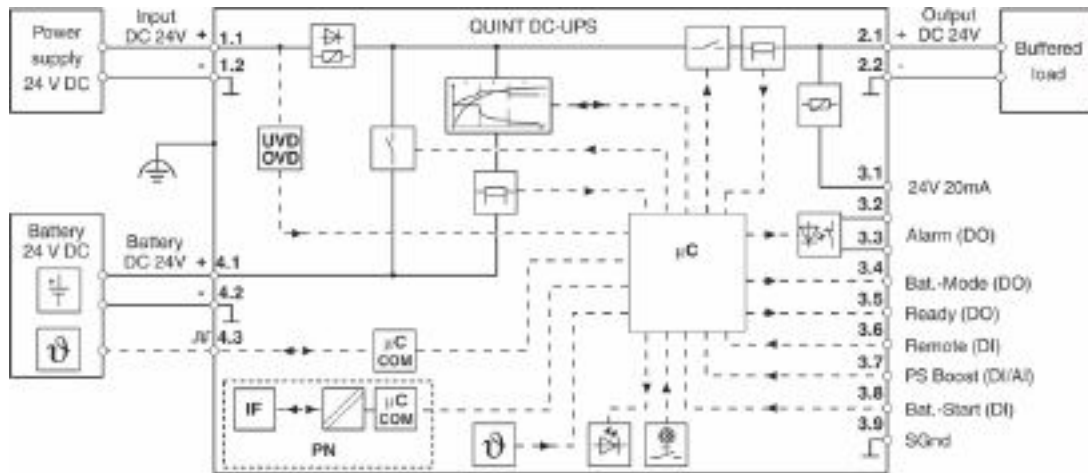 Power
supply
24 V DC
Input
DC 24V
+
1.1
-
1.2
QUINT DC-UPS
2.1
+
Output
DC 24V
2.2
-
Buffered
load
UVD
OVD
3.1
24V 20mA
3.2
3.3
Alarm (DO)
µC
3.4
Bat.-Mode (DO)
3.5
Ready (DO)
3.6
Remote (DI)
3.7
PS Boost (DI/AI)
3.8
Bat.-Start (DI)
3.9
SGnd
Battery
24 V DC
Battery
DC 24V
+
4.1
-
4.2
4.3
ϑ
µC
COM
IF
µC
COM
PN
ϑ